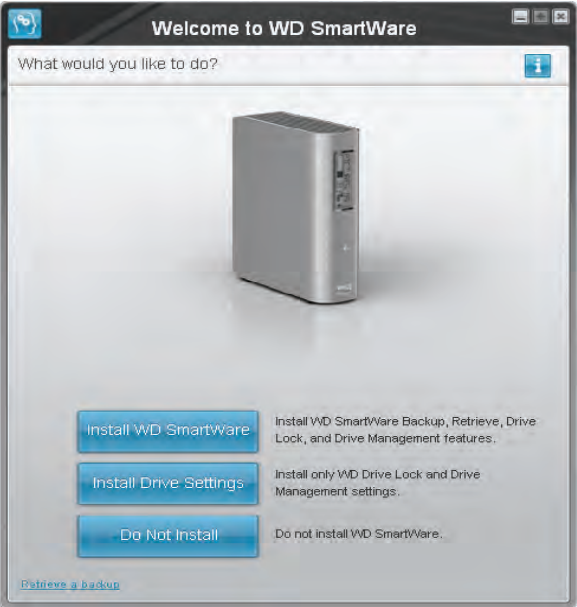 Welcome to WD SmartWare
What would you like to do?
Install WD SmartWare
Install WD SmartWare Backup, Retrieve, Drive
Lock, and Drive Management features.
Install Drive Settings
Install only WD Drive Lock and Drive
Management settings.
Do Not Install
Do not install WD SmartWare.
Retrieve a backup